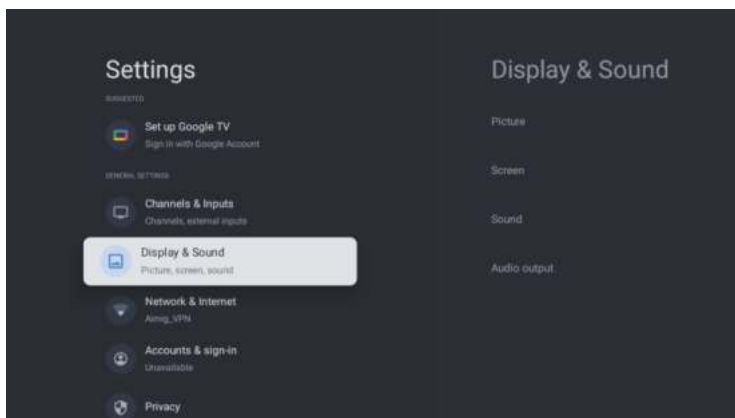 Settings
SUGGESTED
Set up Google TV
Sign in with Google Account
GENERAL SETTINGS
Channels & Inputs
Channels, external inputs
Display & Sound
Picture, screen, sound
Network & Internet
Aimig_VPN
Accounts & sign-in
Unavailable
Privacy
Display & Sound
Picture
Screen
Sound
Audio output